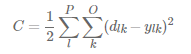 C = \frac{1}{2} \sum_{l}^{P} \sum_{k}^{O} (d_{lk} - y_{lk})^2